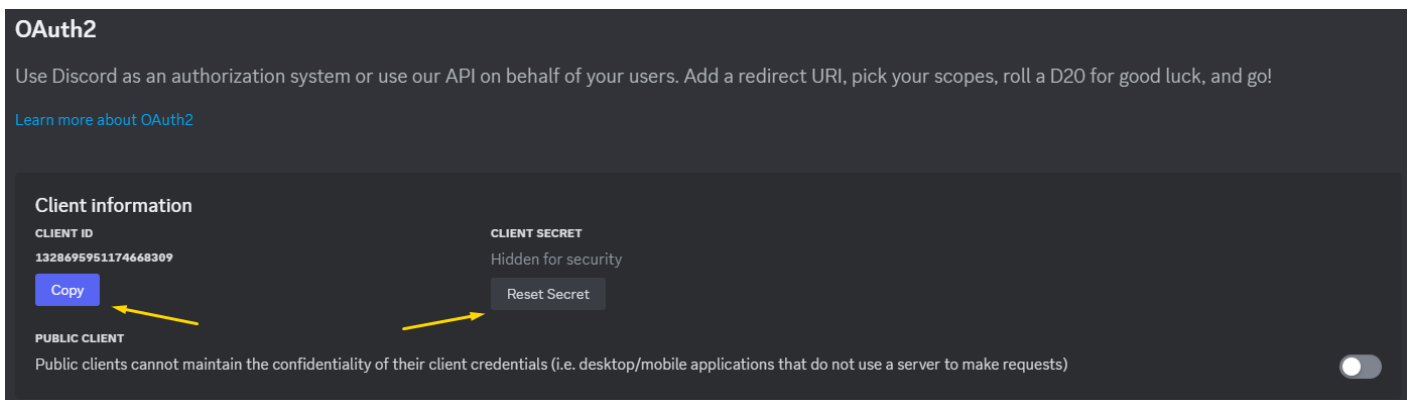 OAuth2
Use Discord as an authorization system or use our API on behalf of your users. Add a redirect URI, pick your scopes, roll a D20 for good luck, and go!
Learn more about OAuth2
Client information
CLIENT ID
CLIENT SECRET
1328695951174668309
Hidden for security
Copy
Reset Secret
PUBLIC CLIENT
Public clients cannot maintain the confidentiality of their client credentials (i.e. desktop/mobile applications that do not use a server to make requests)